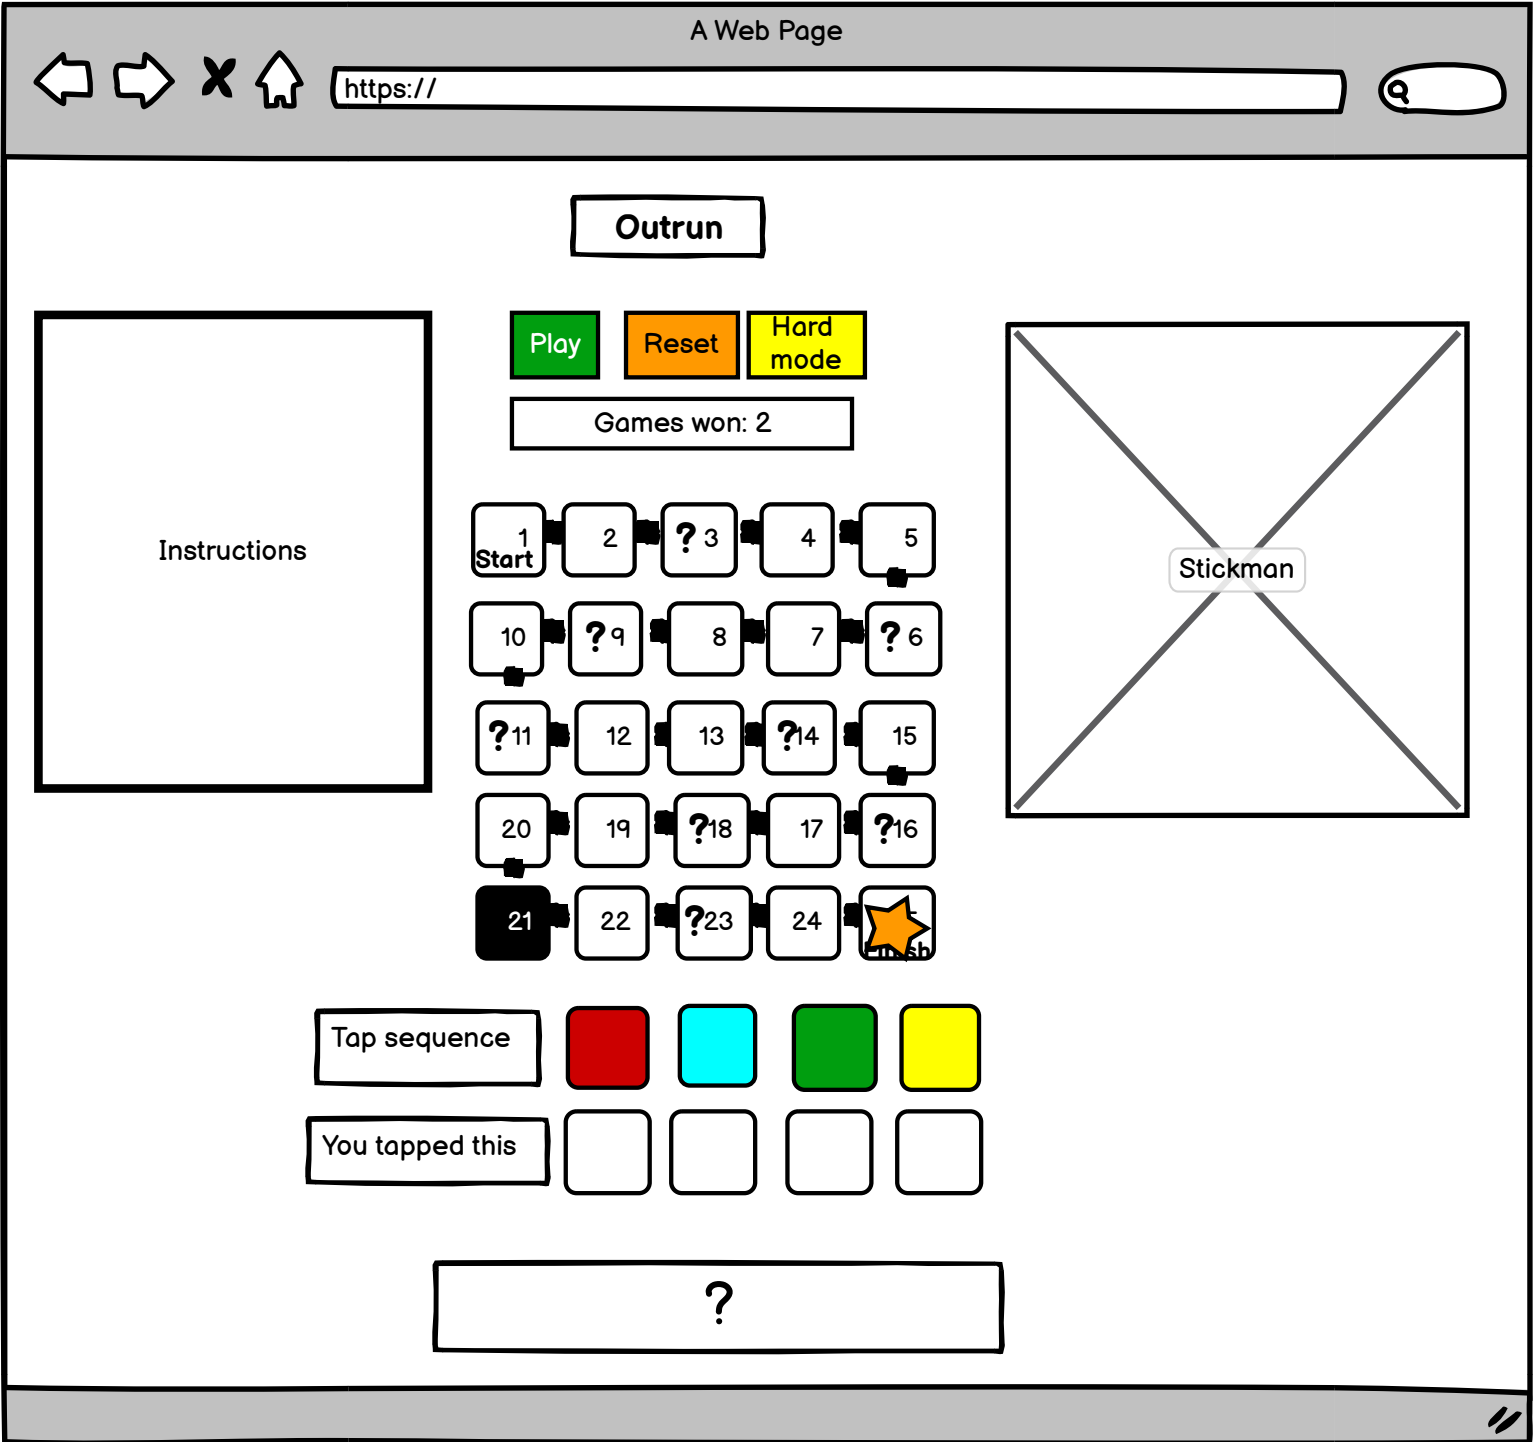 A Web Page
https://
Outrun
Instructions
Play
Reset
Hard
mode
Games won: 2
1
Start
2
? 3
4
5
10
? 9
8
7
? 6
?11
12
13
?14
15
20
19
?18
17
?16
21
22
?23
24
Stickman
Tap sequence
You tapped this
?